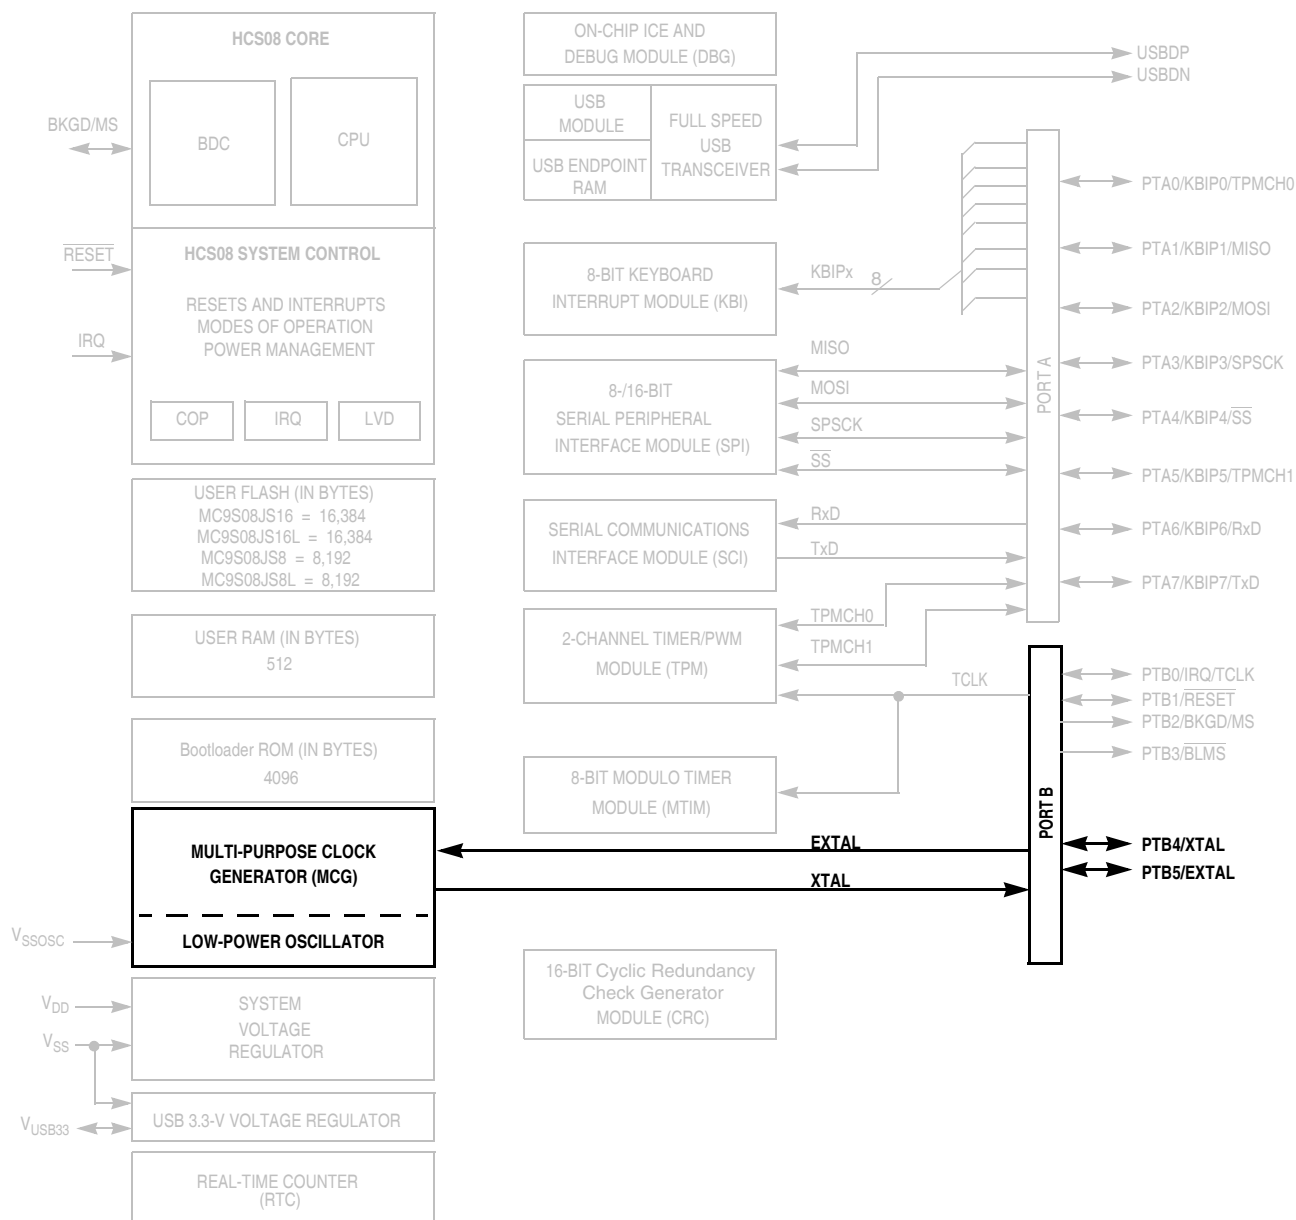 HCS08 CORE
BDC
CPU
BKGD/MS
RESET
HCS08 SYSTEM CONTROL
RESETS AND INTERRUPTS
MODES OF OPERATION
POWER MANAGEMENT
IRQ
COP
IRQ
LVD
USER FLASH (IN BYTES)
MC9S08JS16 = 16,384
MC9S08JS16L = 16,384
MC9S08JS8 = 8,192
MC9S08JS8L = 8,192
USER RAM (IN BYTES)
512
Bootloader ROM (IN BYTES)
4096
MULTI-PURPOSE CLOCK
GENERATOR (MCG)
LOW-POWER OSCILLATOR
VSSOSC
VDD
VSS
SYSTEM
VOLTAGE
REGULATOR
VUSB33
USB 3.3-V VOLTAGE REGULATOR
REAL-TIME COUNTER
(RTC)
ON-CHIP ICE AND
DEBUG MODULE (DBG)
USB
MODULE
USB ENDPOINT
RAM
FULL SPEED
USB
TRANSCEIVER
8-BIT KEYBOARD
INTERRUPT MODULE (KBI)
8-/16-BIT
SERIAL PERIPHERAL
INTERFACE MODULE (SPI)
SERIAL COMMUNICATIONS
INTERFACE MODULE (SCI)
2-CHANNEL TIMER/PWM
MODULE (TPM)
8-BIT MODULO TIMER
MODULE (MTIM)
16-BIT Cyclic Redundancy
Check Generator
MODULE (CRC)
KBIPx
8
MISO
MOSI
SPSCK
SS
RxD
TxD
TPMCH0
TPMCH1
TCLK
EXTAL
XTAL
PORT A
PORT B
USBDP
USBDN
PTA0/KBIP0/TPMCH0
PTA1/KBIP1/MISO
PTA2/KBIP2/MOSI
PTA3/KBIP3/SPSCK
PTA4/KBIP4/SS
PTA5/KBIP5/TPMCH1
PTA6/KBIP6/RxD
PTA7/KBIP7/TxD
PTB0/IRQ/TCLK
PTB1/RESET
PTB2/BKGD/MS
PTB3/BLMS
PTB4/XTAL
PTB5/EXTAL